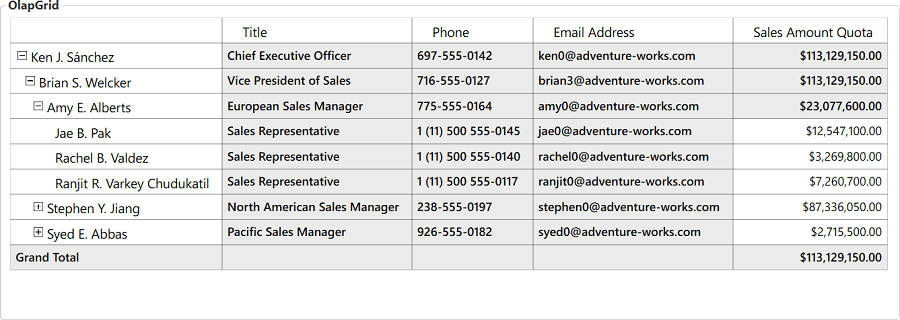 OlapGrid
Title Phone Email Address Sales Amount Quota
Ken J. Sánchez Chief Executive Officer 697-555-0142 ken0@adventure-works.com $113,129,150.00
Brian S. Welcker Vice President of Sales 716-555-0127 brian3@adventure-works.com $113,129,150.00
Amy E. Alberts European Sales Manager 775-555-0164 amy0@adventure-works.com $23,077,600.00
Jae B. Pak Sales Representative 1 (11) 500 555-0145 jae0@adventure-works.com $12,547,100.00
Rachel B. Valdez Sales Representative 1 (11) 500 555-0140 rachel0@adventure-works.com $3,269,800.00
Ranjit R. Varkey Chudukatil Sales Representative 1 (11) 500 555-0117 ranjit0@adventure-works.com $7,260,700.00
Stephen Y. Jiang North American Sales Manager 238-555-0197 stephen0@adventure-works.com $87,336,050.00
Syed E. Abbas Pacific Sales Manager 926-555-0182 syed0@adventure-works.com $2,715,500.00
Grand Total $113,129,150.00